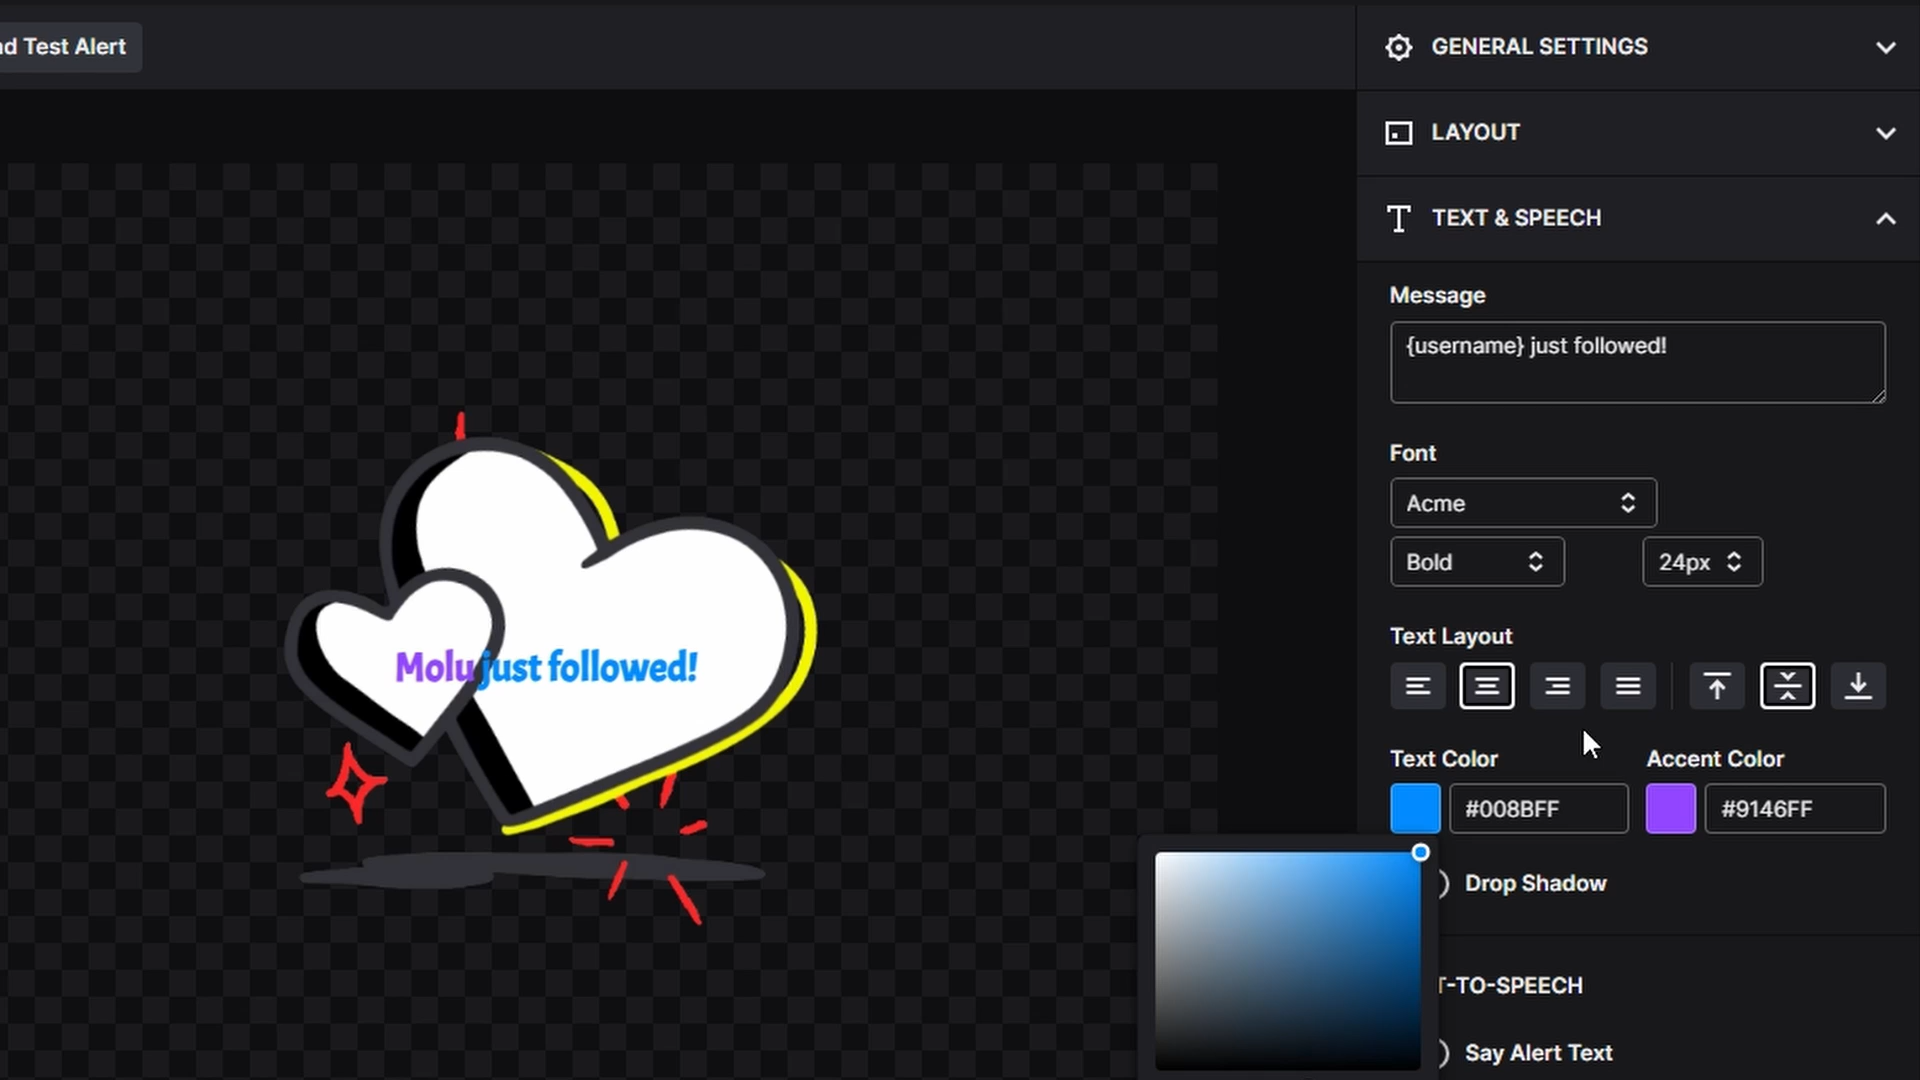 Test Alert
GENERAL SETTINGS
LAYOUT
TEXT & SPEECH
Message
{username} just followed!
Font
Acme
Bold
24px
Text Layout
Molu just followed!
Text Color
Accent Color
#008BFF
#9146FF
Drop Shadow
-TO-SPEECH
Say Alert Text